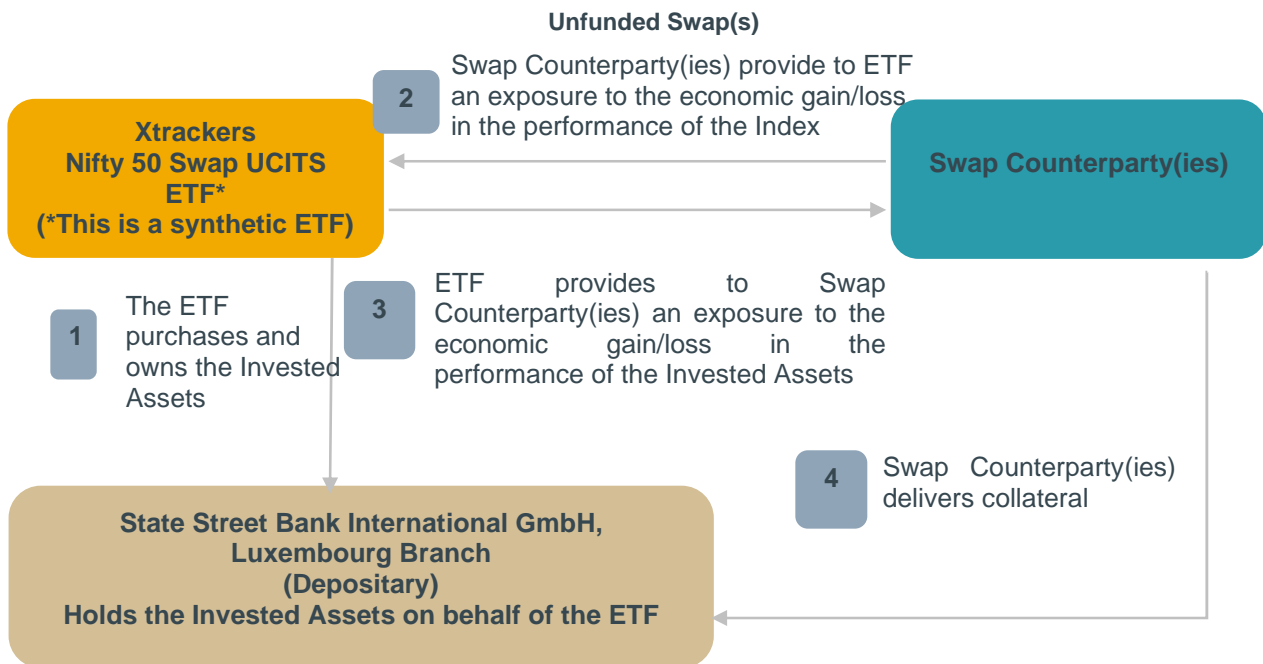 Unfunded Swap(s)
2
Swap Counterparty(ies) provide to ETF
an exposure to the economic gain/loss
in the performance of the Index
Xtrackers
Nifty 50 Swap UCITS
ETF*
(*This is a synthetic ETF)
Swap Counterparty(ies)
1
The ETF
purchases and
owns the Invested
Assets
3
ETF provides to Swap
Counterparty(ies) an exposure to the
economic gain/loss in the
performance of the Invested Assets
4
Swap Counterparty(ies)
delivers collateral
State Street Bank International GmbH,
Luxembourg Branch
(Depositary)
Holds the Invested Assets on behalf of the ETF